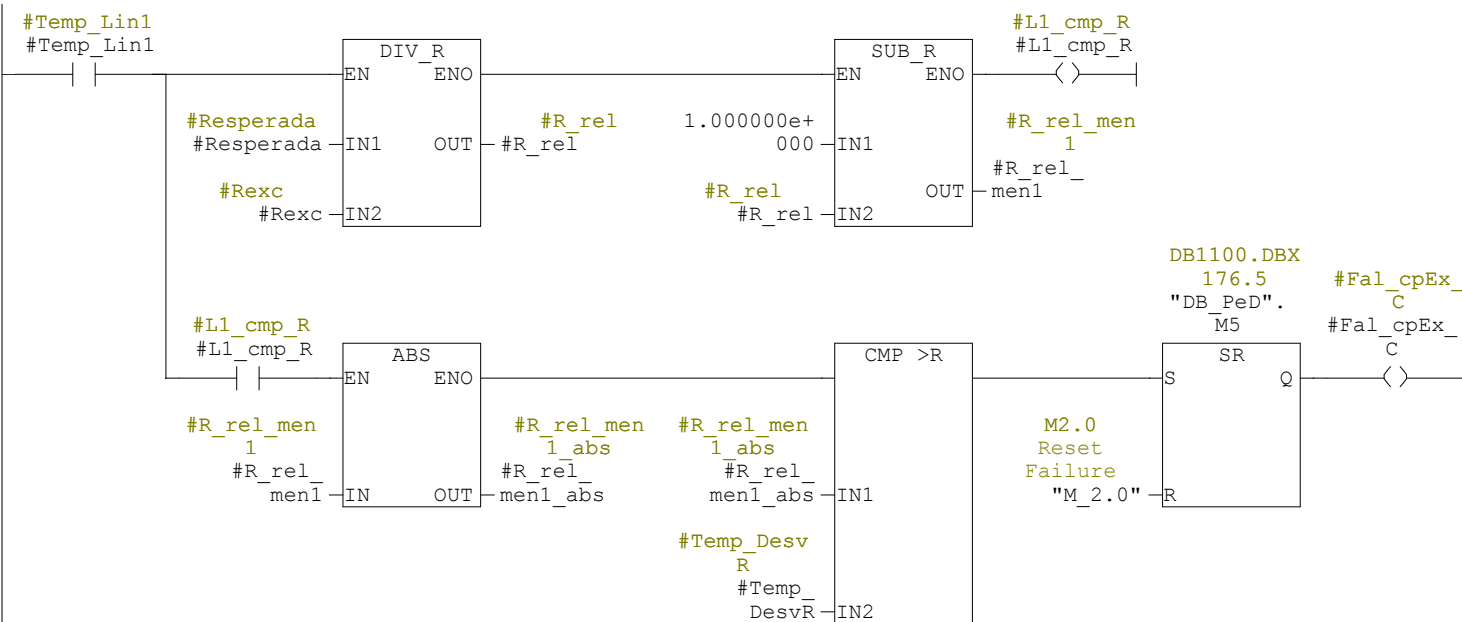 #Temp_Lin1
#Temp_Lin1
DIV_R
EN ENO
#Resperada
#Resperada
IN1 OUT
#R_rel
#R_rel
#Rexc
#Rexc
IN2
SUB_R
EN ENO
1.000000e+
000
IN1
#R_rel
#R_rel
IN2
OUT
#L1_cmp_R
#L1_cmp_R
#R_rel_men
1
#R_rel_
men1
#L1_cmp_R
#L1_cmp_R
ABS
EN ENO
#R_rel_men
1
#R_rel_
men1
IN OUT
#R_rel_men
1_abs
#R_rel_
men1_abs
CMP >R
#R_rel_men
1_abs
#R_rel_
men1_abs
IN1
#Temp_Desv
R
#Temp_
DesvR
IN2
DB1100.DBX
176.5
"DB_PeD".
M5
SR
S Q
M2.0
Reset
Failure
"M_2.0"
R
#Fal_cpEx_
C
#Fal_cpEx_
C